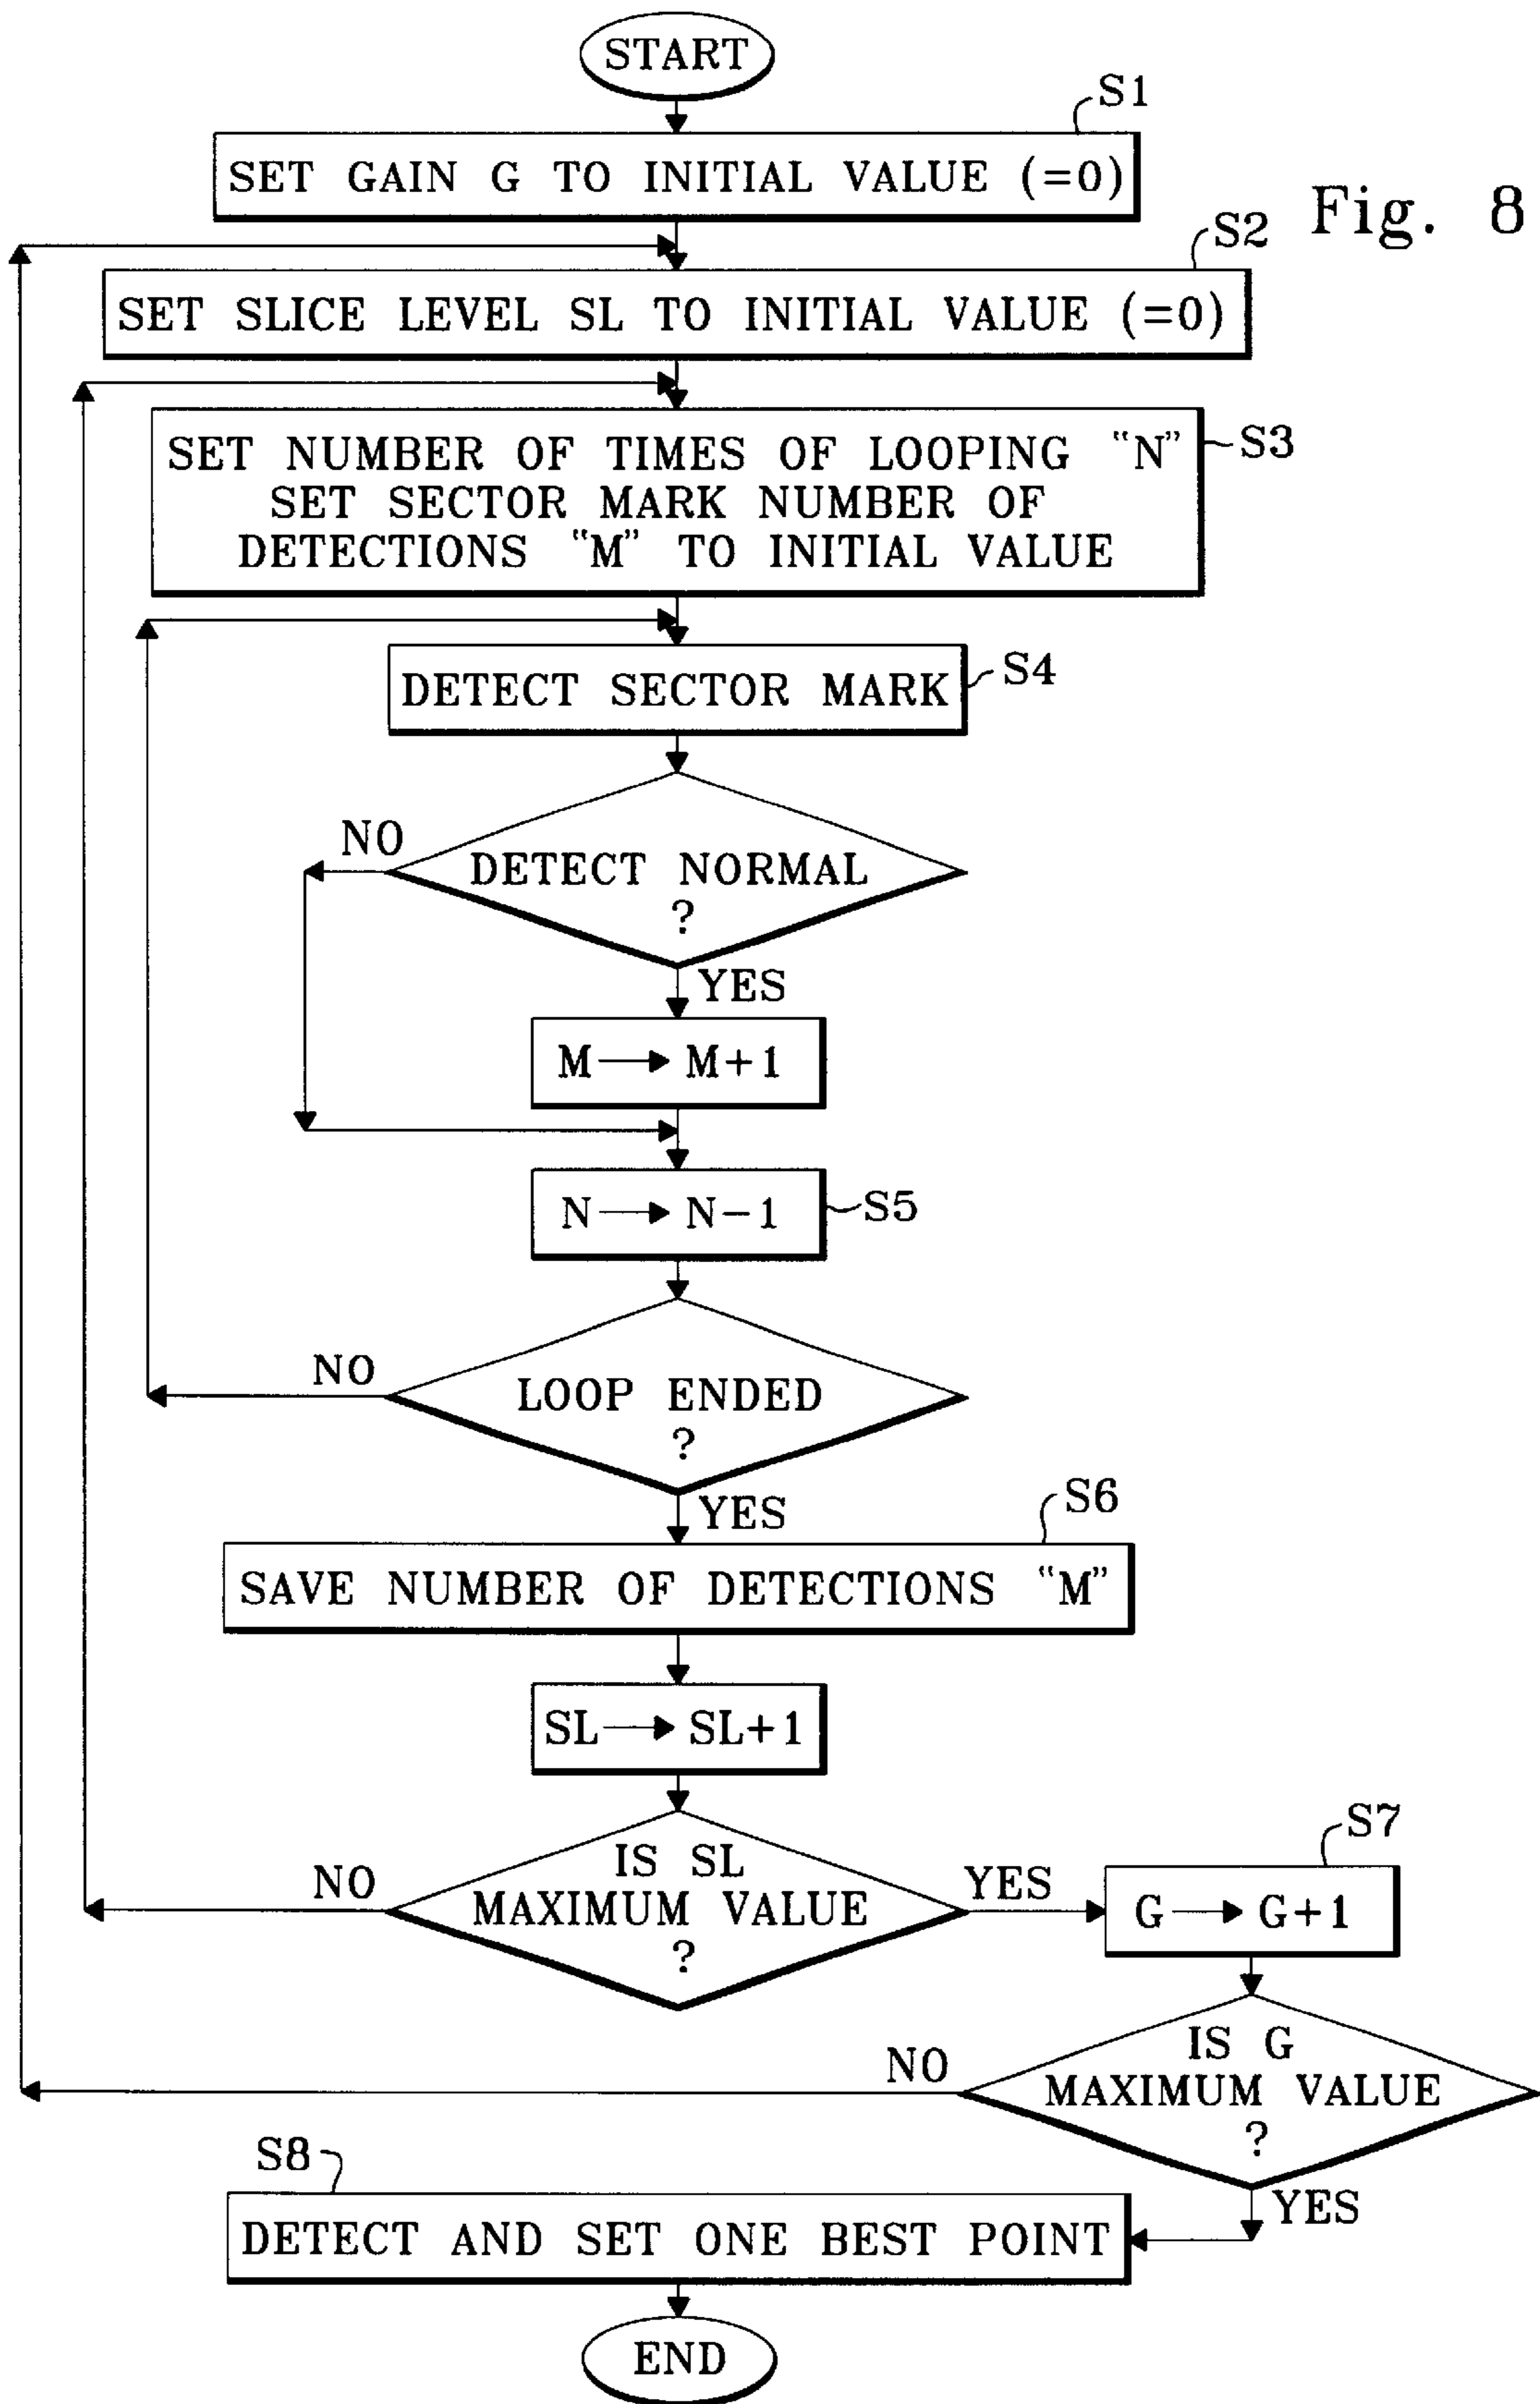 START
S1
SET GAIN G TO INITIAL VALUE (=0)
Fig. 8
S2
SET SLICE LEVEL SL TO INITIAL VALUE (=0)
SET NUMBER OF TIMES OF LOOPING “N”
SET SECTOR MARK NUMBER OF
DETECTIONS “M” TO INITIAL VALUE
S3
DETECT SECTOR MARK
S4
NO
DETECT NORMAL
?
YES
M → M+1
N → N−1
S5
NO
LOOP ENDED
?
YES
S6
SAVE NUMBER OF DETECTIONS “M”
SL → SL+1
NO
IS SL
MAXIMUM VALUE
?
YES
S7
G → G+1
NO
IS G
MAXIMUM VALUE
?
YES
S8
DETECT AND SET ONE BEST POINT
END